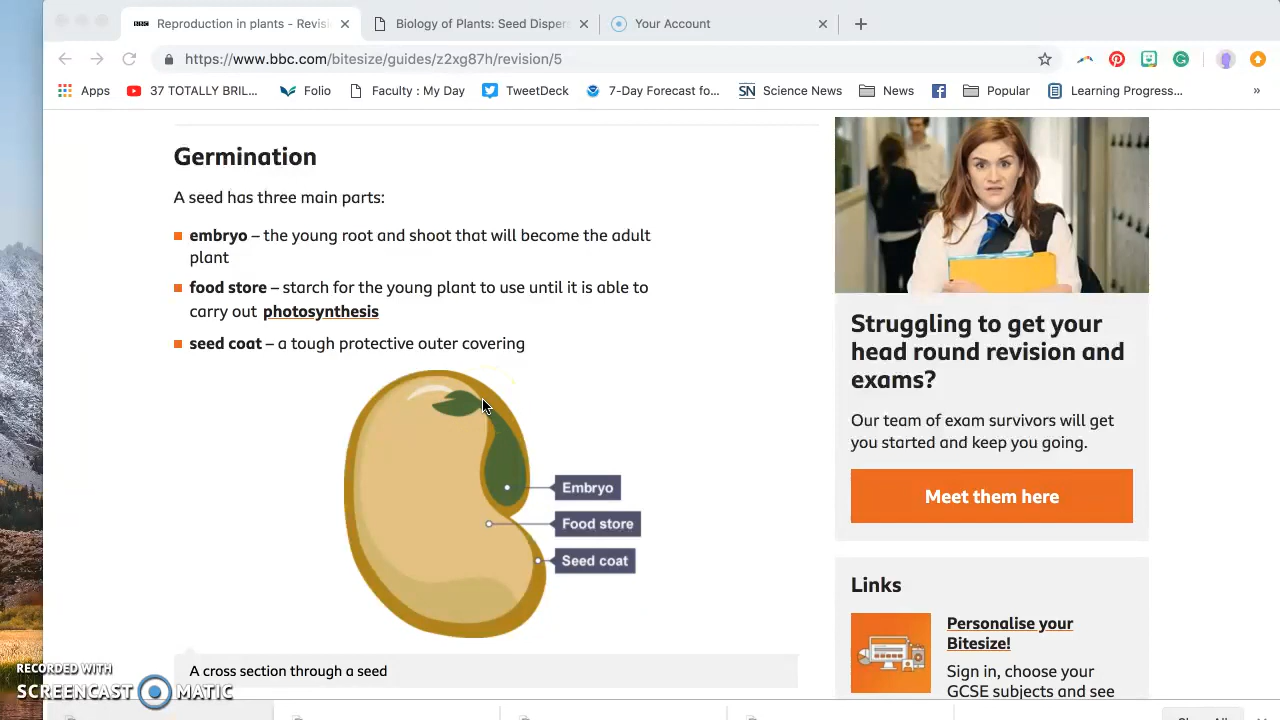 BBC Reproduction in plants - Revisi
Biology of Plants: Seed Dispers
Your Account
https://www.bbc.com/bitesize/guides/z2xg87h/revision/5
Apps
37 TOTALLY BRIL...
Folio
Faculty : My Day
TweetDeck
7-Day Forecast fo...
SN Science News
News
Popular
Learning Progress...
»
Germination
A seed has three main parts:
embryo – the young root and shoot that will become the adult
plant
food store – starch for the young plant to use until it is able to
carry out photosynthesis
seed coat – a tough protective outer covering
Embryo
Food store
Seed coat
A cross section through a seed
Struggling to get your
head round revision and
exams?
Our team of exam survivors will get
you started and keep you going.
Meet them here
Links
Personalise your
Bitesize!
Sign in, choose your
GCSE subjects and see
RECORDED WITH
SCREENCAST MATIC